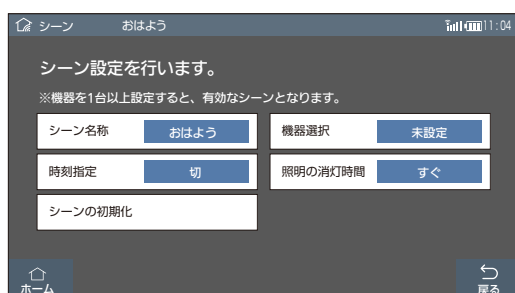 シーン おはよう 11:04
シーン設定を行います。
※機器を1台以上設定すると、有効なシーンとなります。
シーン名称 おはよう 機器選択 未設定
時刻指定 切 照明の消灯時間 すぐ
シーンの初期化
ホーム 戻る